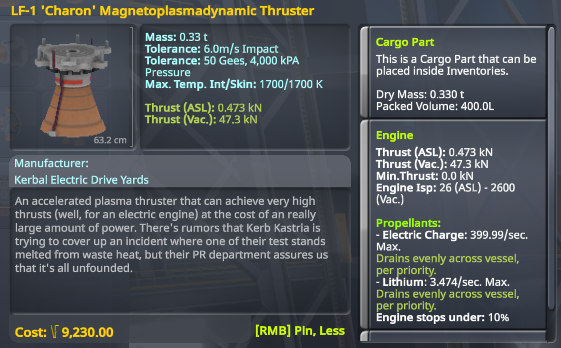 LF-1 'Charon' Magnetoplasmadynamic Thruster
Mass: 0.33 t
Tolerance: 6.0m/s Impact
Tolerance: 50 Gees, 4,000 kPa
Pressure
Max. Temp. Int/Skin: 1700/1700 K
Thrust (ASL): 0.473 kN
Thrust (Vac.): 47.3 kN
63.2 cm
Manufacturer:
Kerbal Electric Drive Yards
An accelerated plasma thruster that can achieve very high
thrusts (well, for an electric engine) at the cost of an really
large amount of power. There's rumors that Kerb Kastria is
trying to cover up an incident where one of their test stands
melted from waste heat, but their PR department assures us
that it's all unfounded.
Cost: 9,230.00
[RMB] Pin, Less
Cargo Part
This is a Cargo Part that can be
placed inside Inventories.
Dry Mass: 0.330 t
Packed Volume: 400.0L
Engine
Thrust (ASL): 0.473 kN
Thrust (Vac.): 47.3 kN
Min.Thrust: 0.0 kN
Engine Isp: 26 (ASL) - 2600
(Vac.)
Propellants:
- Electric Charge: 399.99/sec.
Max.
Drains evenly across vessel,
per priority.
- Lithium: 3.474/sec. Max.
Drains evenly across vessel,
per priority.
Engine stops under: 10%